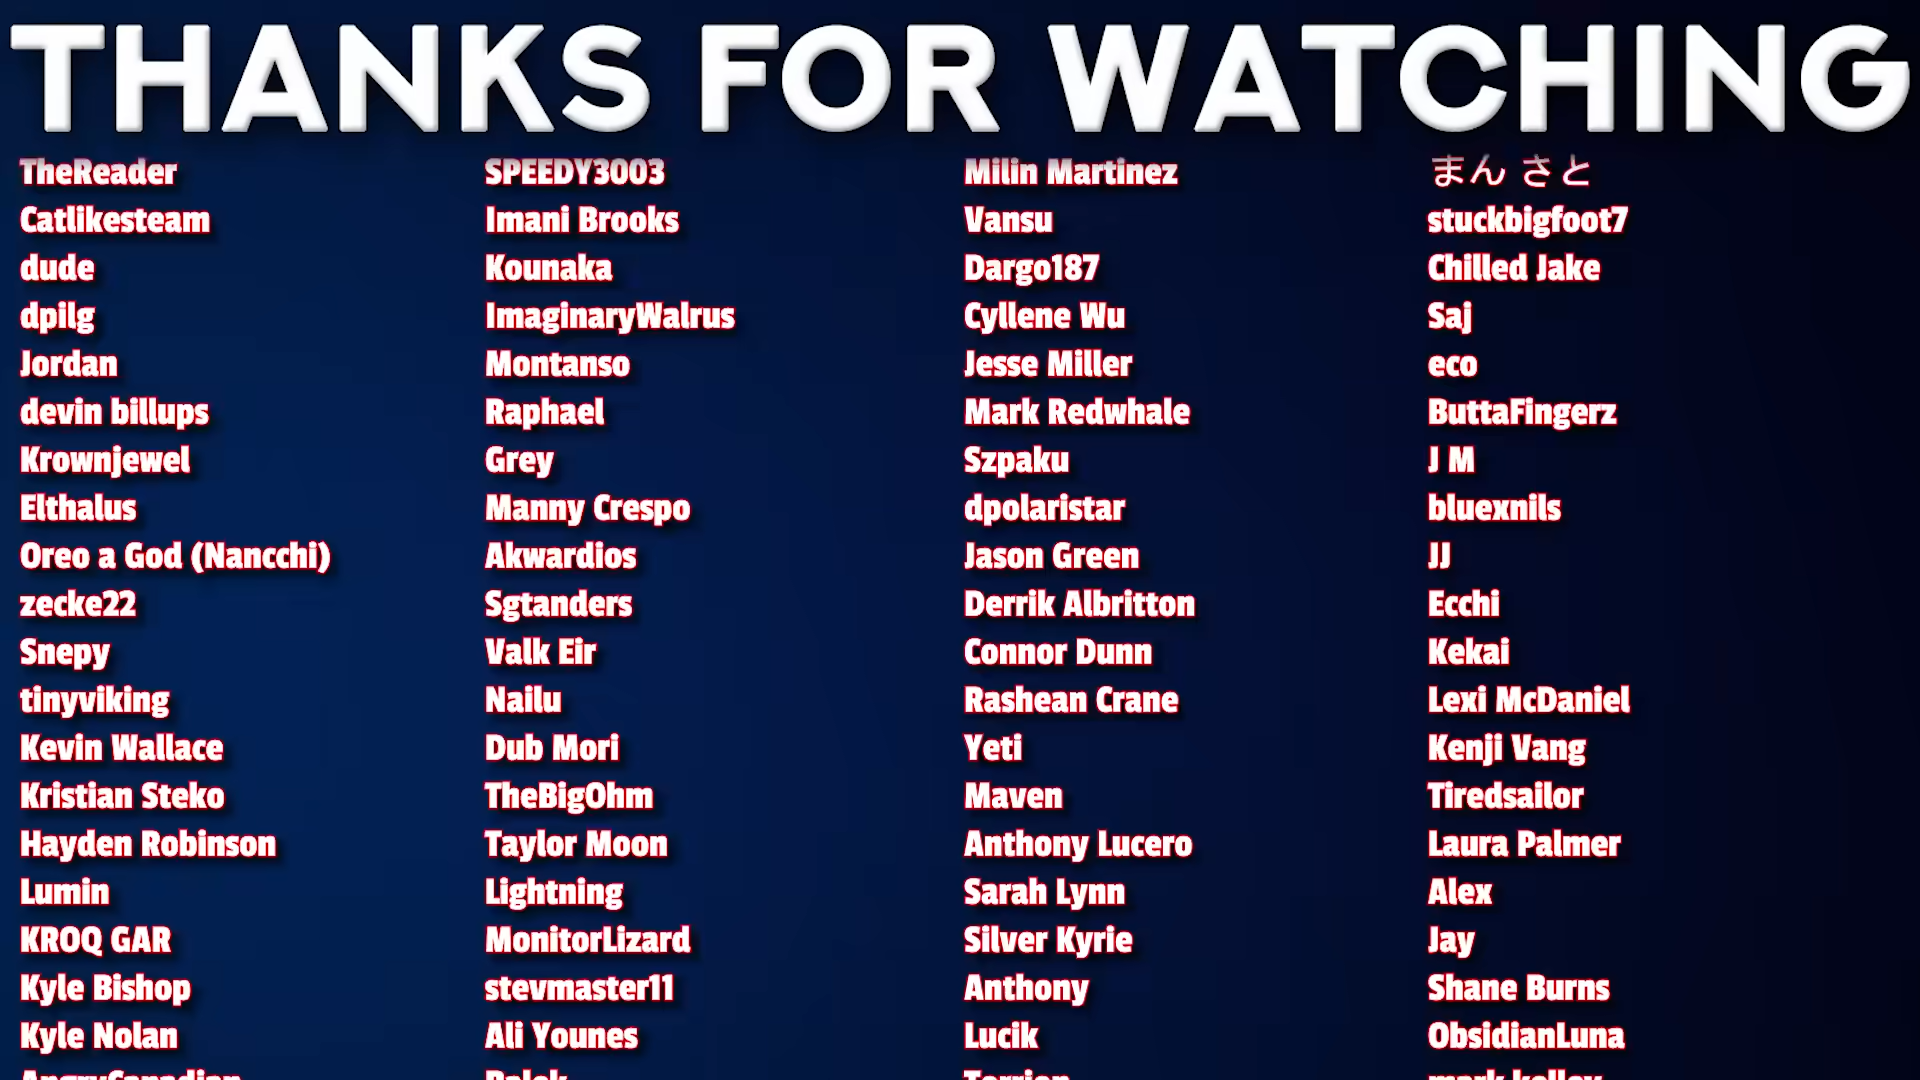 THANKS FOR WATCHING
TheReader
Catlikesteam
dude
dpilg
Jordan
devin billups
Krownjewel
Elthalus
Oreo a God (Nancchi)
zecke22
Snepy
tinyviking
Kevin Wallace
Kristian Steko
Hayden Robinson
Lumin
KROQ GAR
Kyle Bishop
Kyle Nolan
AngryCanadian
SPEEDY3003
Imani Brooks
Kounaka
ImaginaryWalrus
Montanso
Raphael
Grey
Manny Crespo
Akwardios
Sgtanders
Valk Eir
Nailu
Dub Mori
TheBigOhm
Taylor Moon
Lightning
MonitorLizard
stevmaster11
Ali Younes
Milin Martinez
Vansu
Dargo187
Cyllene Wu
Jesse Miller
Mark Redwhale
Szpaku
dpolaristar
Jason Green
Derrik Albritton
Connor Dunn
Rashean Crane
Yeti
Maven
Anthony Lucero
Sarah Lynn
Silver Kyrie
Anthony
Lucik
まん さと
stuckbigfoot7
Chilled Jake
Saj
eco
ButtaFingerz
J M
bluexnils
JJ
Ecchi
Kekai
Lexi McDaniel
Kenji Vang
Tiredsailor
Laura Palmer
Alex
Jay
Shane Burns
ObsidianLuna
mark kelley